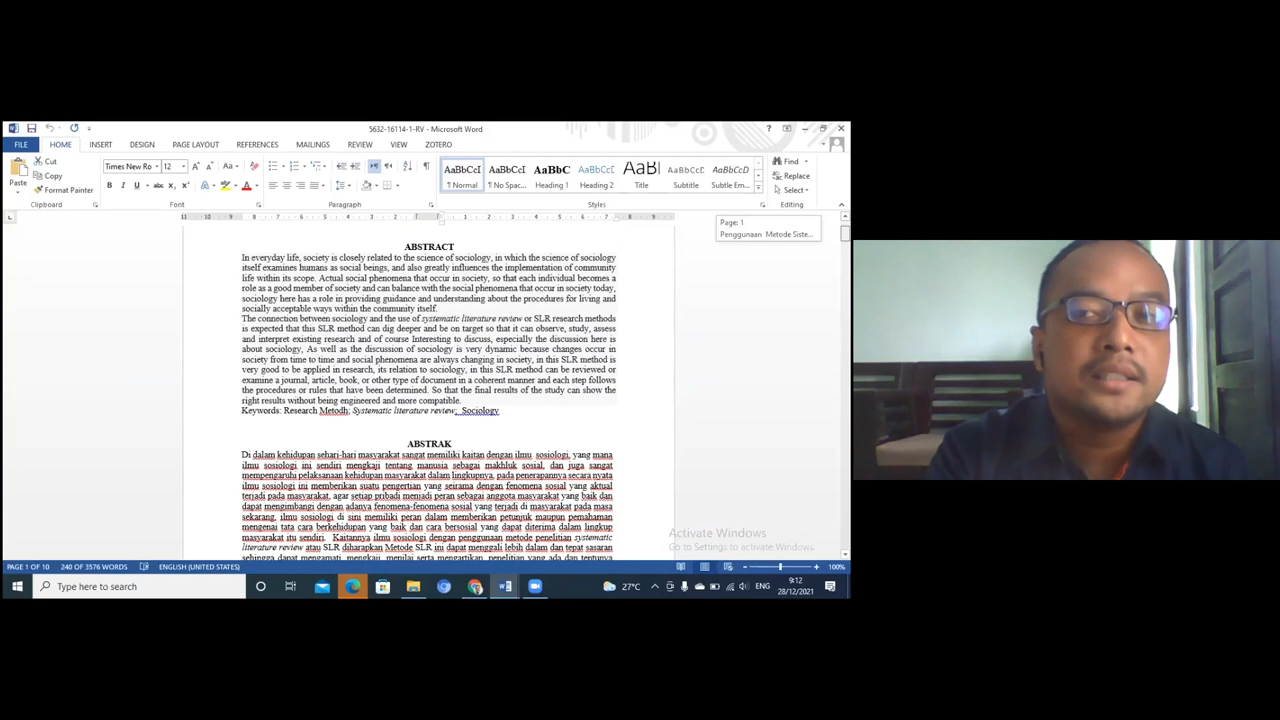 5632-16114-1-RV - Microsoft Word
FILE HOME INSERT DESIGN PAGE LAYOUT REFERENCES MAILINGS REVIEW VIEW ZOTERO
Paste
Cut
Copy
Format Painter
Clipboard
Times New Ro 12
Font
Paragraph
AaBbCcI AaBbCcI AaBbC AaBbCcI AaBl AaBbCcI AaBbCcD
¶ Normal ¶ No Spac... Heading 1 Heading 2 Title Subtitle Subtle Em...
Styles
Find
Replace
Select
Editing
Page: 1
Penggunaan Metode Siste...
ABSTRACT
In everyday life, society is closely related to the science of sociology, in which the science of sociology
itself examines humans as social beings, and also greatly influences the implementation of community
life within its scope. Actual social phenomena that occur in society, so that each individual becomes a
role as a good member of society and can balance with the social phenomena that occur in society today,
sociology here has a role in providing guidance and understanding about the procedures for living and
socially acceptable ways within the community itself.
The connection between sociology and the use of systematic literature review or SLR research methods
is expected that this SLR method can dig deeper and be on target so that it can observe, study, assess
and interpret existing research and of course Interesting to discuss, especially the discussion here is
about sociology, As well as the discussion of sociology is very dynamic because changes occur in
society from time to time and social phenomena are always changing in society, in this SLR method is
very good to be applied in research, its relation to sociology, in this SLR method can be reviewed or
examine a journal, article, book, or other type of document in a coherent manner and each step follows
the procedures or rules that have been determined. So that the final results of the study can show the
right results without being engineered and more compatible.
Keywords: Research Metodh; Systematic literature review; Sociology
ABSTRAK
Di dalam kehidupan sehari-hari masyarakat sangat memiliki kaitan dengan ilmu sosiologi, yang mana
ilmu sosiologi ini sendiri mengkaji tentang manusia sebagai makhluk sosial, dan juga sangat
mempengaruhi pelaksanaan kehidupan masyarakat dalam lingkupnya, pada penerapannya secara nyata
ilmu sosiologi ini memberikan suatu pengertian yang seirama dengan fenomena sosial yang aktual
terjadi pada masyarakat, agar setiap pribadi menjadi peran sebagai anggota masyarakat yang baik dan
dapat mengimbangi dengan adanya fenomena-fenomena sosial yang terjadi di masyarakat pada masa
sekarang, ilmu sosiologi di sini memiliki peran dalam memberikan petunjuk maupun pemahaman
mengenai tata cara berkehidupan yang baik dan cara bersosial yang dapat diterima dalam lingkup
masyarakat itu sendiri. Kaitannya ilmu sosiologi dengan penggunaan metode penelitian systematic
literature review atau SLR diharapkan Metode SLR ini dapat menggali lebih dalam dan tepat sasaran
sehingga dapat mengamati, mengkaji, menilai serta mengartikan, penelitian yang ada dan tentunya
Activate Windows
Go to Settings to activate Windows.
PAGE 1 OF 10 240 OF 3576 WORDS ENGLISH (UNITED STATES) 100%
Type here to search
27°C ENG
9:12
28/12/2021